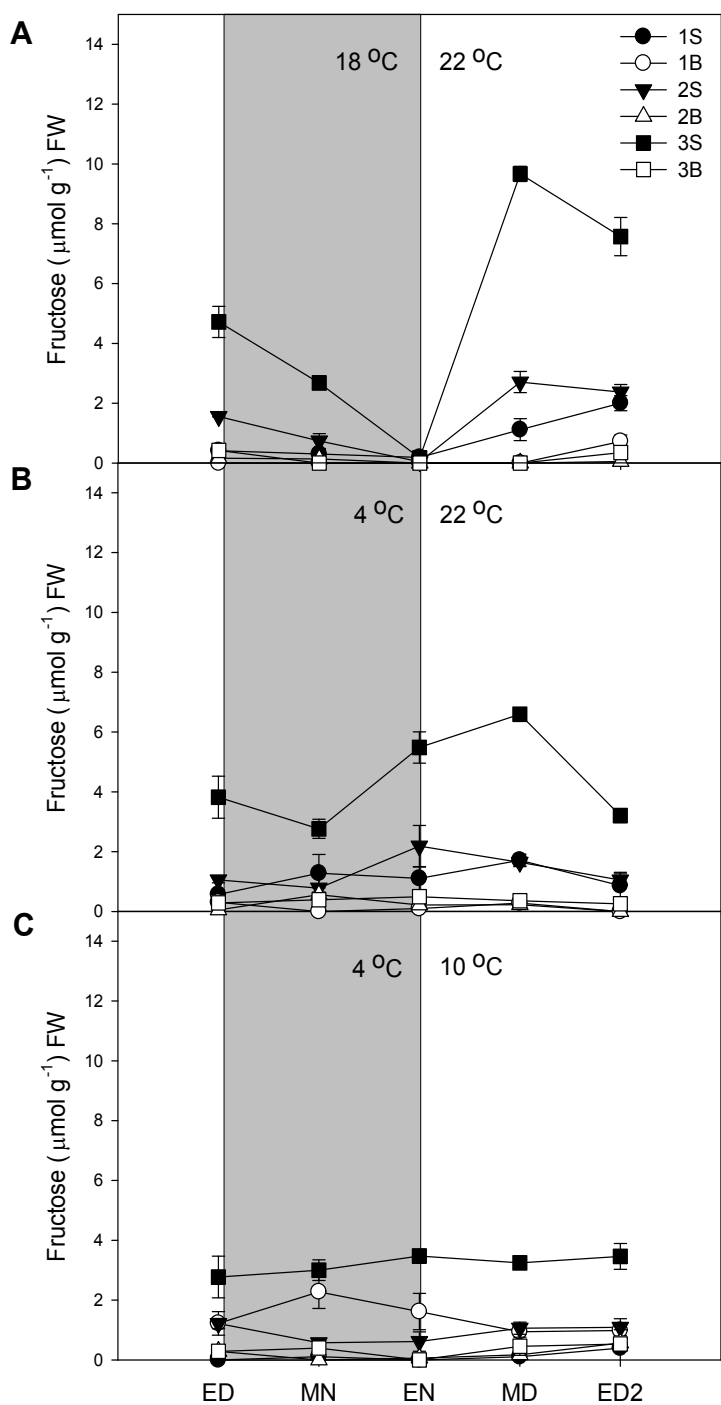 A
14
12
10
8
6
4
2
0
Fructose ( μmol g⁻¹) FW
18 ºC 22 ºC
1S
1B
2S
2B
3S
3B
B
14
12
10
8
6
4
2
0
Fructose ( μmol g⁻¹) FW
4 ºC 22 ºC
C
14
12
10
8
6
4
2
0
Fructose ( μmol g⁻¹) FW
4 ºC 10 ºC
ED MN EN MD ED2